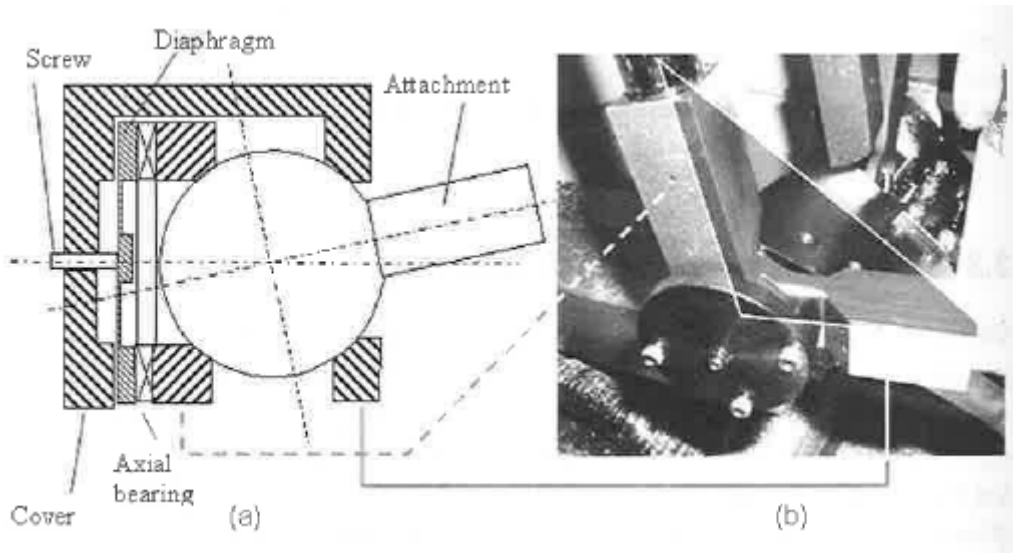 Diaphragm
Screw
Attachment
Axial
bearing
Cover
(a)
(b)